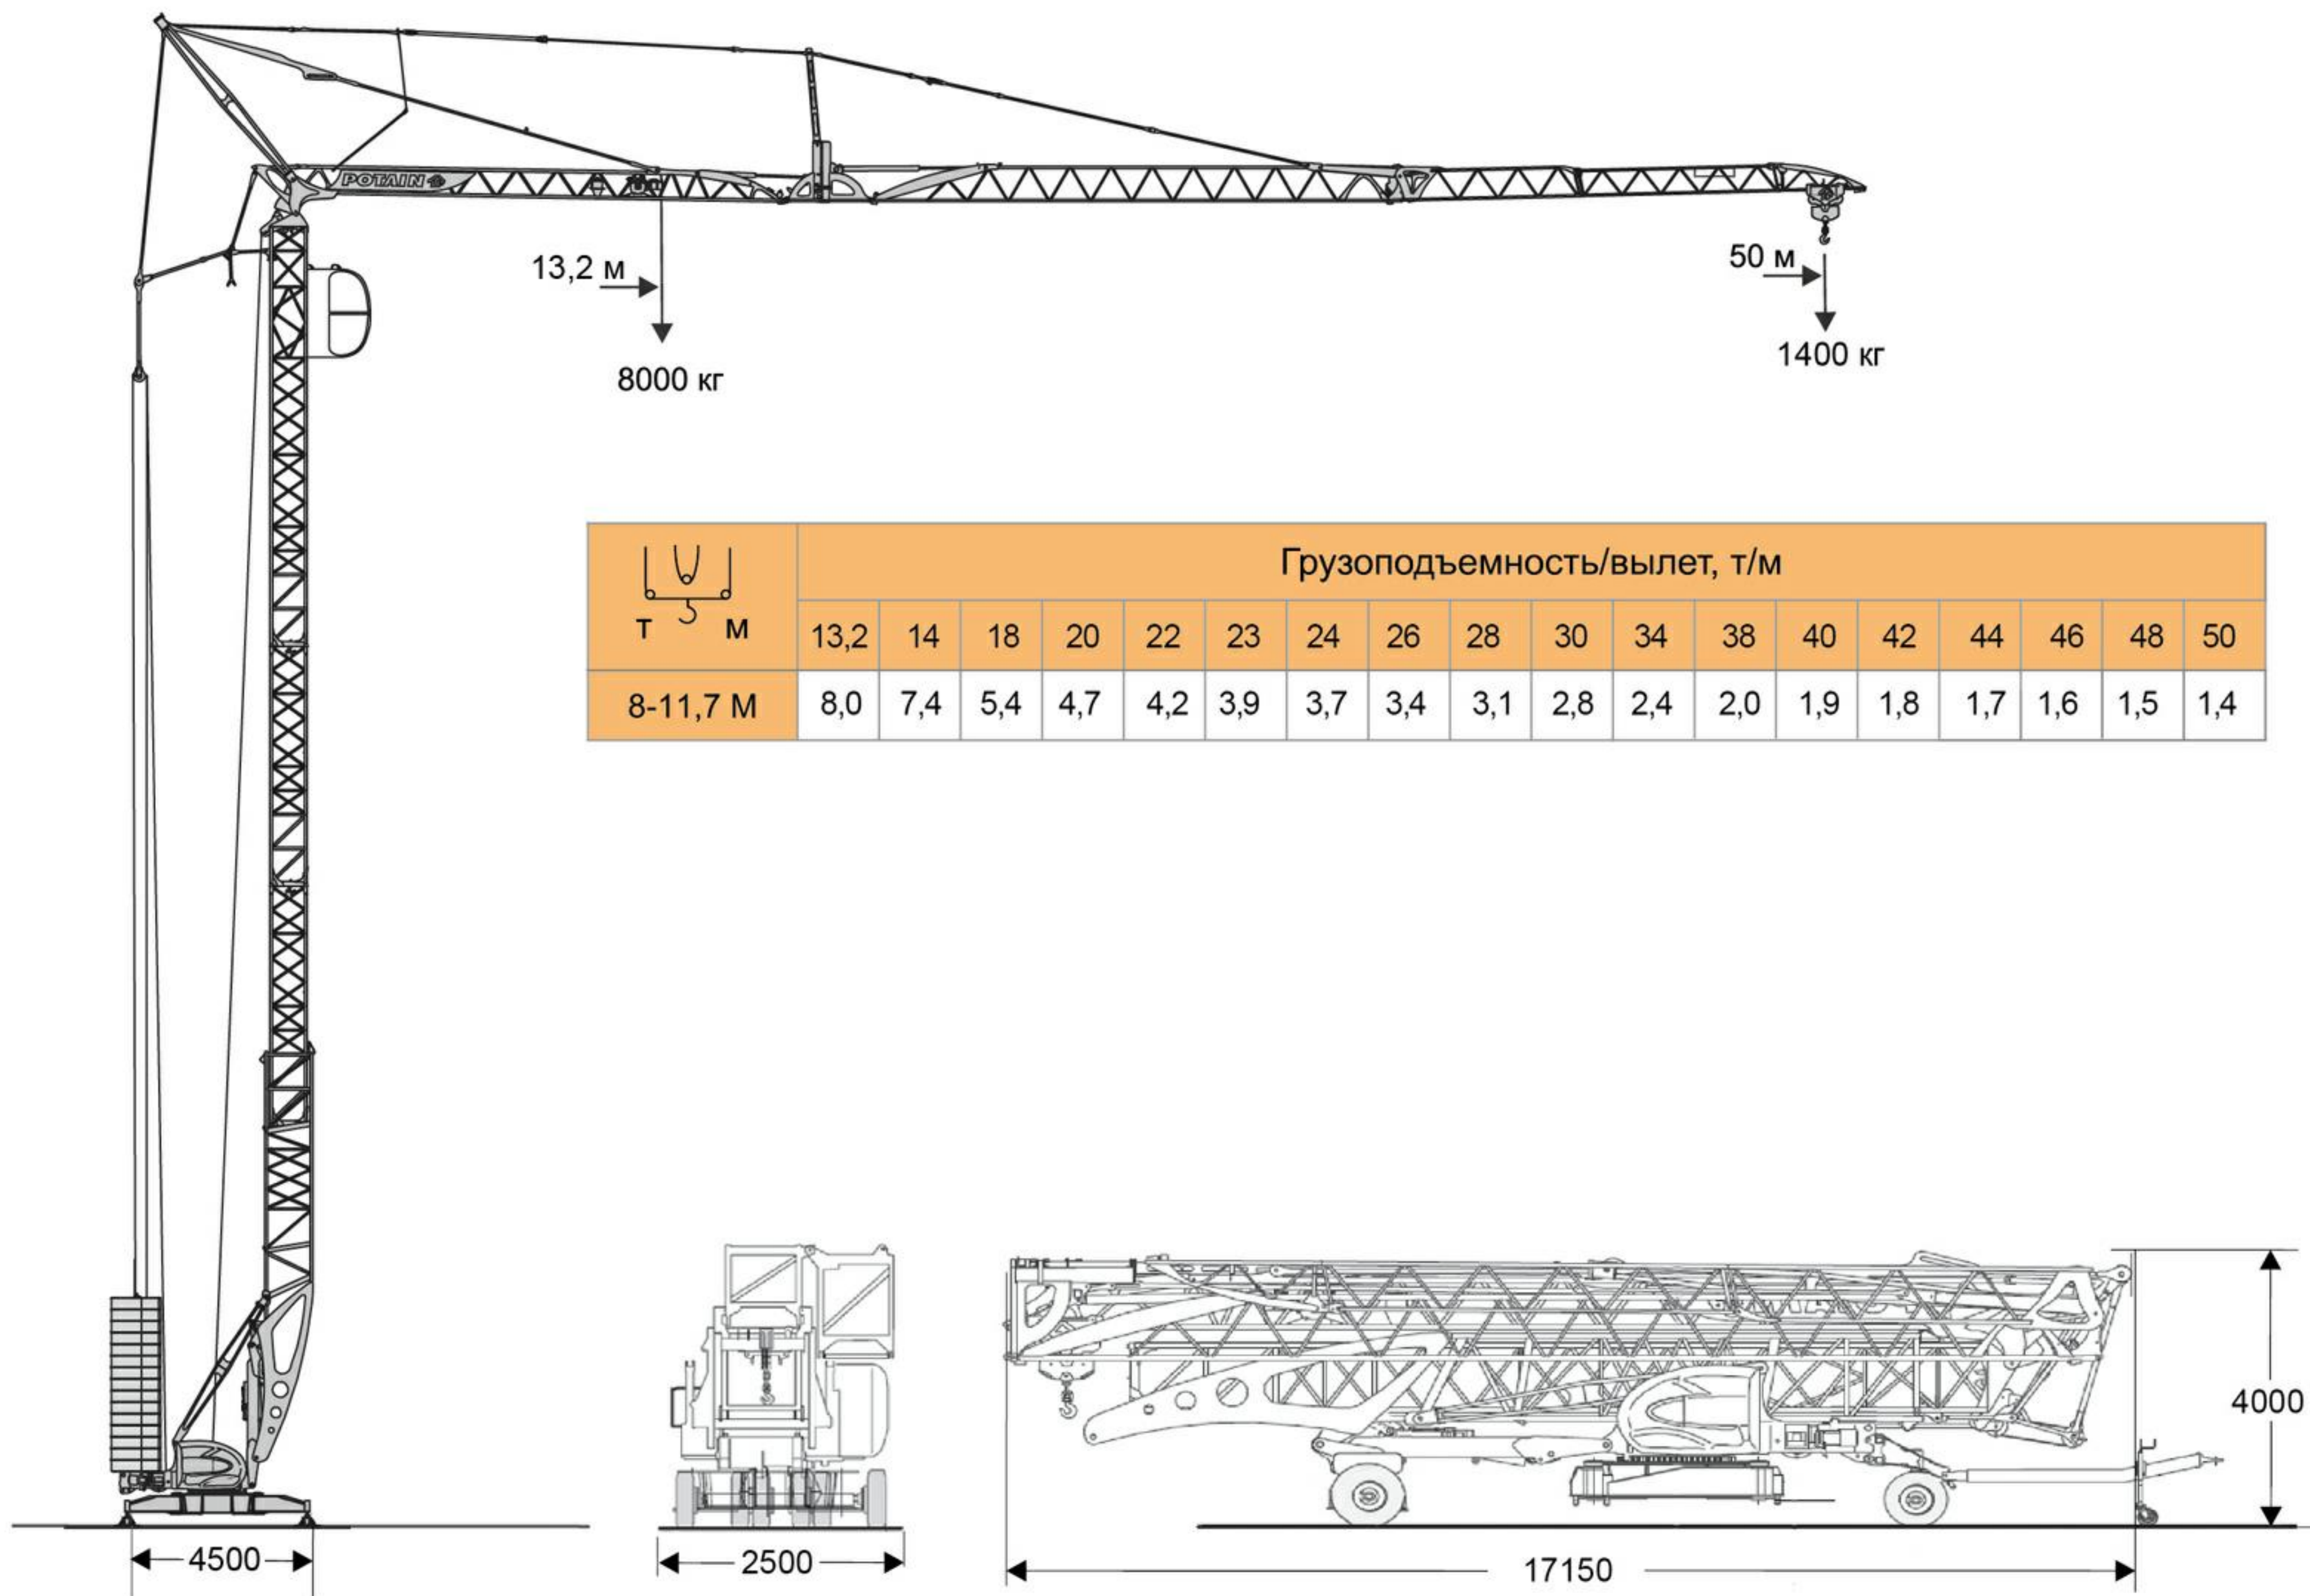 POTAIN
13,2 м
50 м
8000 кг
1400 кг
Грузоподъемность/вылет, т/м
т м
13,2 14 18 20 22 23 24 26 28 30 34 38 40 42 44 46 48 50
8-11,7 М 8,0 7,4 5,4 4,7 4,2 3,9 3,7 3,4 3,1 2,8 2,4 2,0 1,9 1,8 1,7 1,6 1,5 1,4
4000
4500
2500
17150